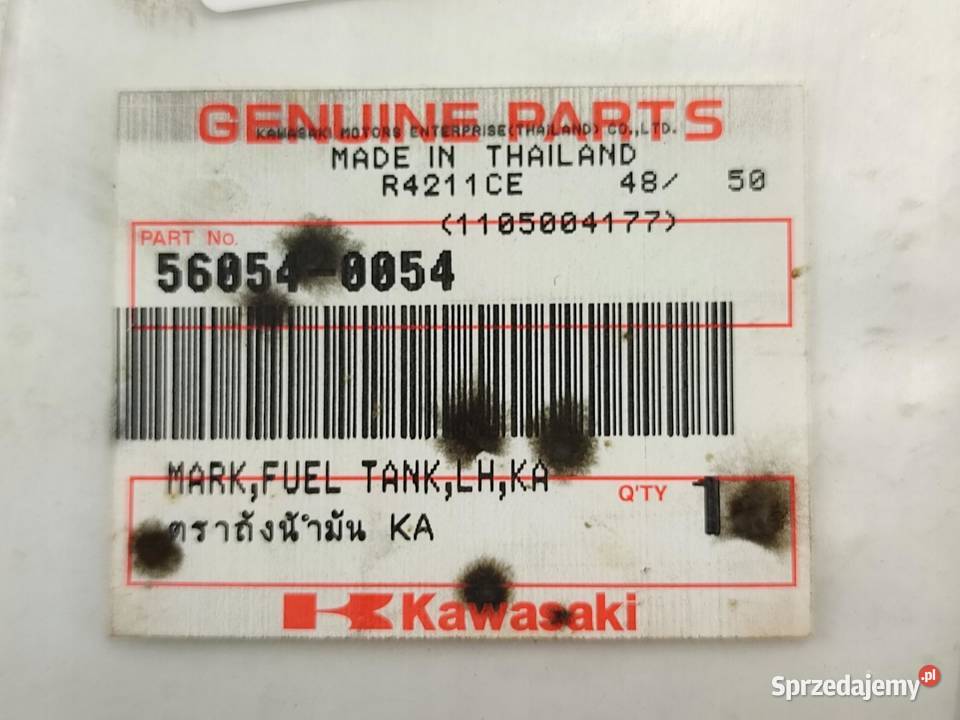 GENUINE PARTS
KAWASAKI MOTORS ENTERPRISE(THAILAND) CO.,LTD.
MADE IN THAILAND
R4211CE 48/ 50
(1105004177)
PART No.
56054-0054
MARK,FUEL TANK,LH,KA
Q'TY 1
ตราถังน้ำมัน KA
Kawasaki
Sprzedajemy.pl